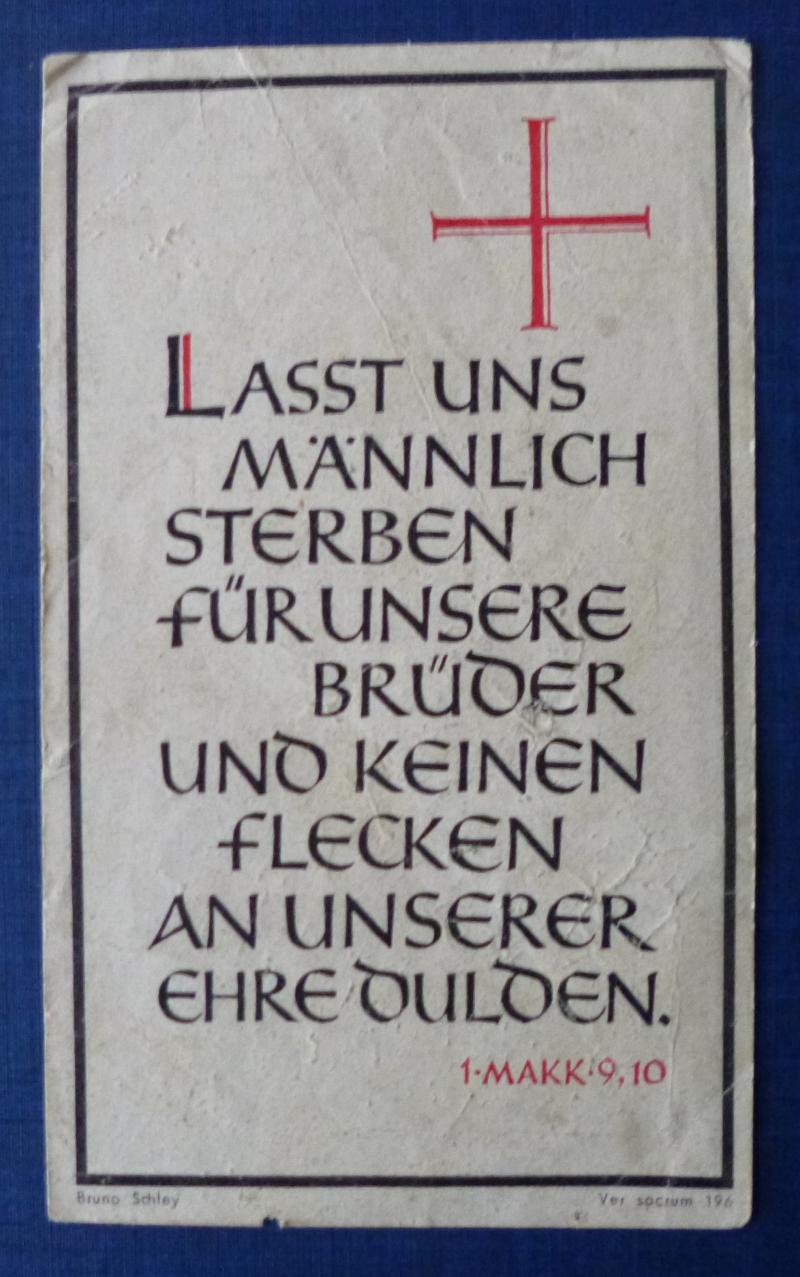 LASST UNS
MÄNNLICH
STERBEN
FÜR UNSERE
BRÜDER
UND KEINEN
FLECKEN
AN UNSERER
EHRE DULDEN.
1·MAKK·9,10
Bruno Schley
Ver sacrum 196